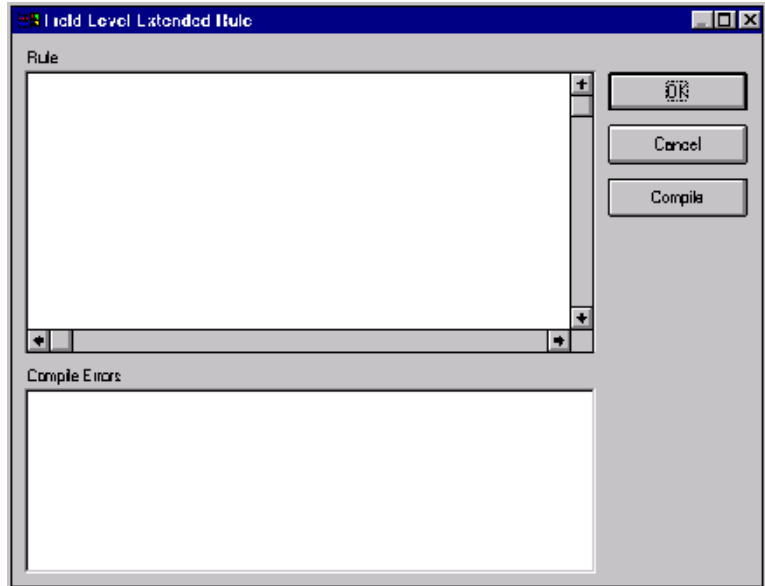 Field Level Extended Rule
Rule
OK
Cancel
Compile
Compile Errors